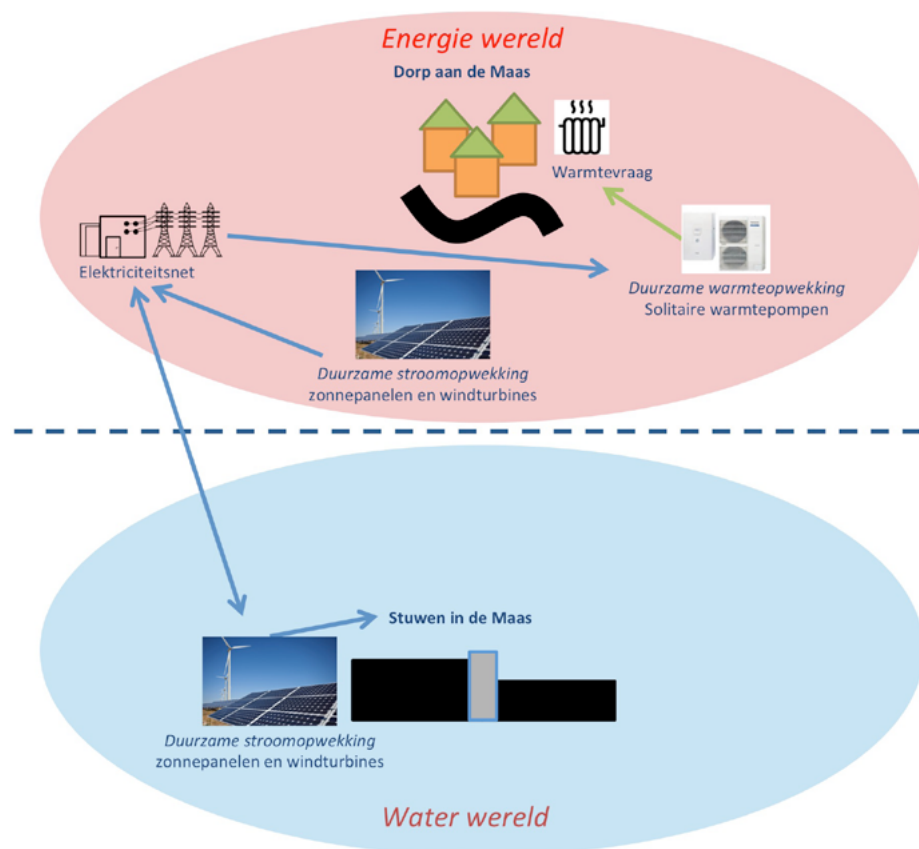 Energie wereld
Dorp aan de Maas
Warmtevraag
Elektriciteitsnet
Duurzame warmteopwekking
Solitaire warmtepompen
Duurzame stroomopwekking
zonnepanelen en windturbines
Stuwen in de Maas
Duurzame stroomopwekking
zonnepanelen en windturbines
Water wereld